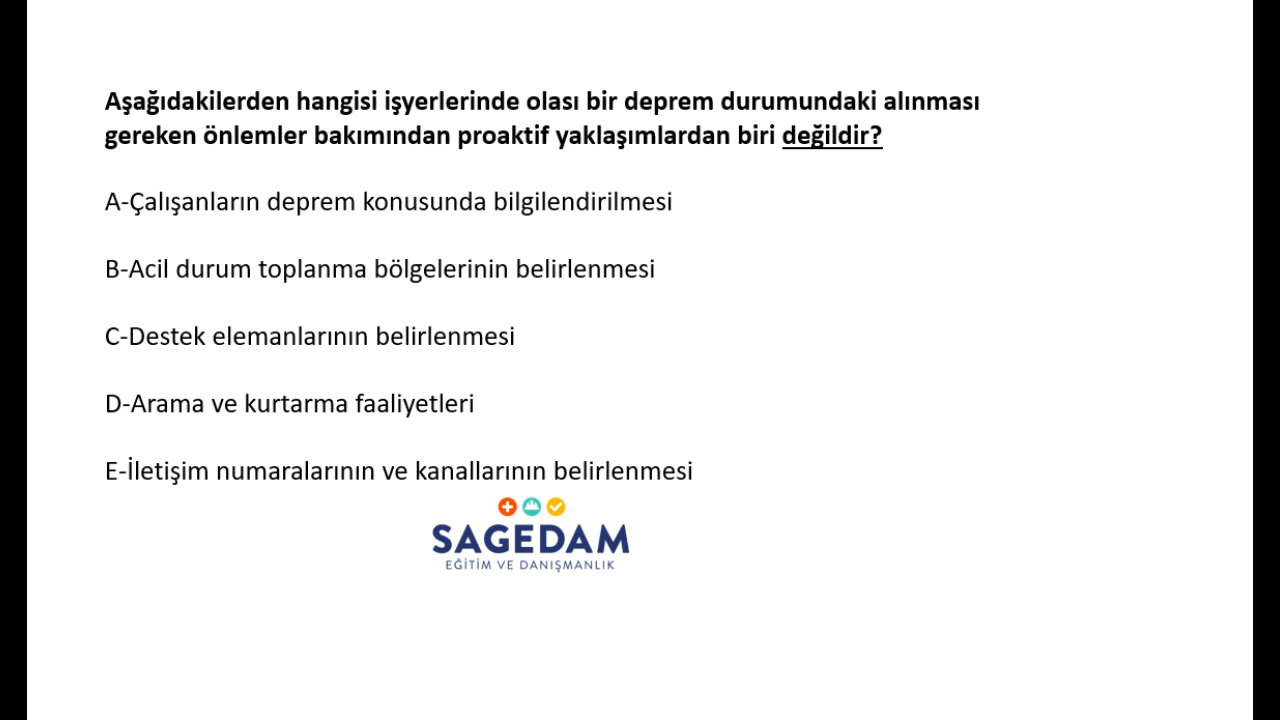 Aşağıdakilerden hangisi işyerlerinde olası bir deprem durumundaki alınması
gereken önlemler bakımından proaktif yaklaşımlardan biri değildir?
A-Çalışanların deprem konusunda bilgilendirilmesi
B-Acil durum toplanma bölgelerinin belirlenmesi
C-Destek elemanlarının belirlenmesi
D-Arama ve kurtarma faaliyetleri
E-İletişim numaralarının ve kanallarının belirlenmesi
SAGEDAM
EĞİTİM VE DANIŞMANLIK